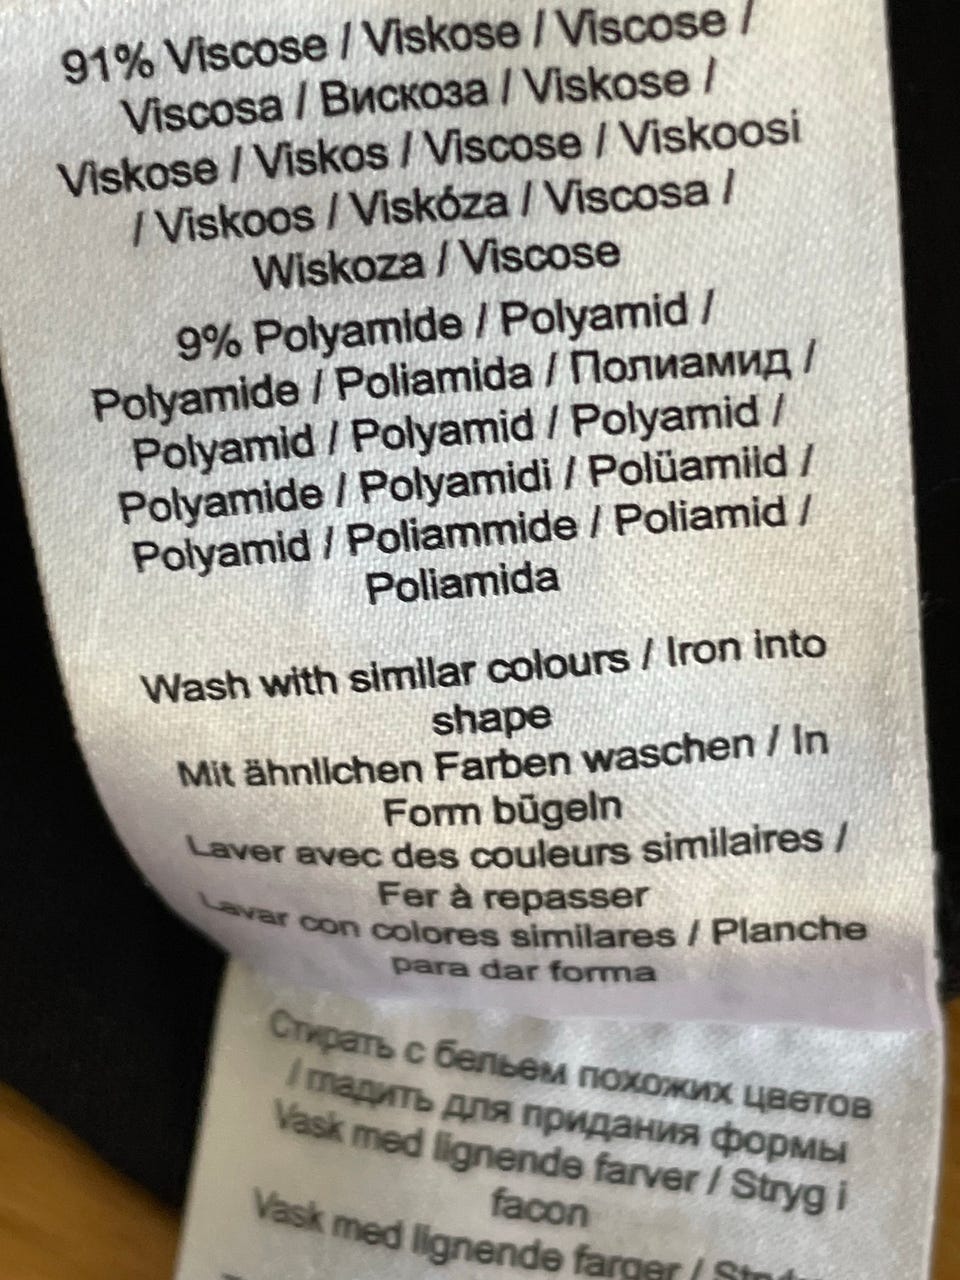 91% Viscose / Viskose / Viscose /
Viscosa / Вискоза / Viskose /
Viskose / Viskos / Viscose / Viskoosi
/ Viskoos / Viskóza / Viscosa /
Wiskoza / Viscose
9% Polyamide / Polyamid /
Polyamide / Poliamida / Полиамид /
Polyamid / Polyamid / Polyamid /
Polyamide / Polyamidi / Polüamiid /
Polyamid / Poliammide / Poliamid /
Poliamida
Wash with similar colours / Iron into
shape
Mit ähnlichen Farben waschen / In
Form bügeln
Laver avec des couleurs similaires /
Fer à repasser
Lavar con colores similares / Planche
para dar forma
Стирать с бельем похожих цветов
/ гладить для придания формы
Vask med lignende farver / Stryg i
facon
Vask med lignende farger /